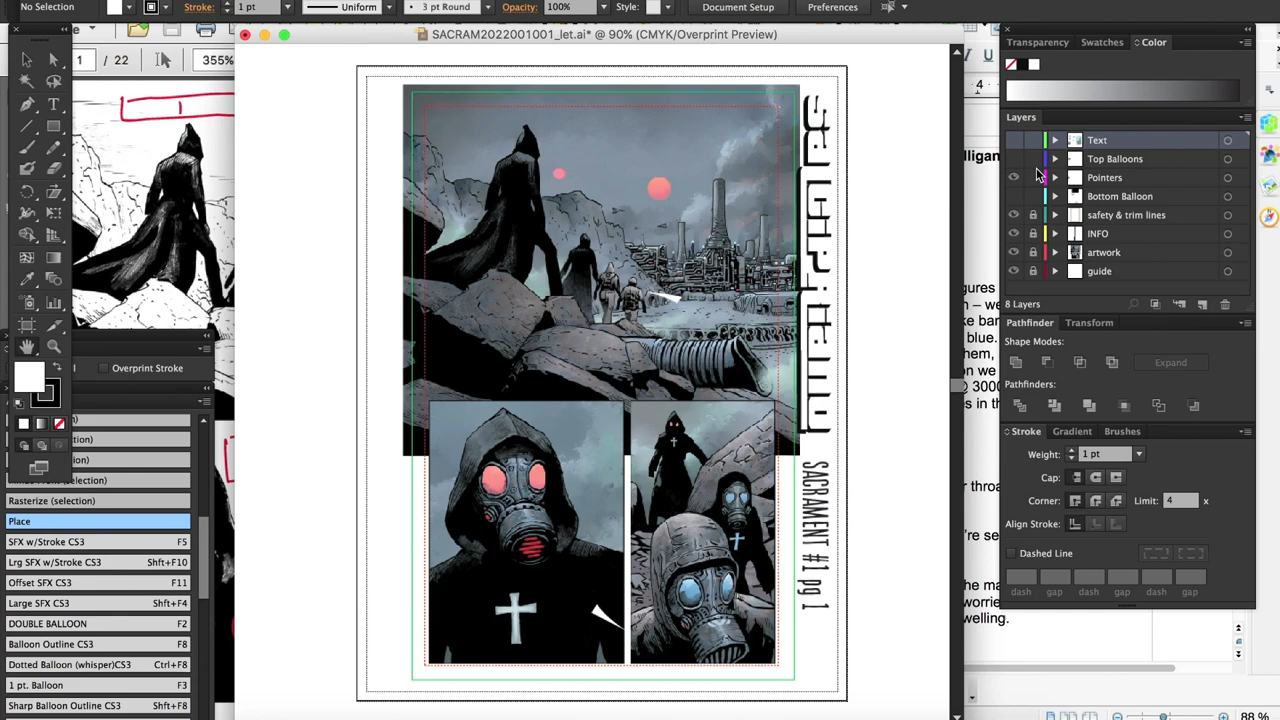 No Selection
Stroke:
1 pt
Uniform
3 pt Round
Opacity:
100%
Style:
Document Setup
Preferences
SACRAM2022001001_let.ai* @ 90% (CMYK/Overprint Preview)
1
/ 22
355%
Transparency
Swatches
Color
4
Layers
Text
Top Balloons
Pointers
Bottom Balloon
safety & trim lines
INFO
artwork
guide
8 Layers
Pathfinder
Transform
Shape Modes:
Expand
Pathfinders:
Stroke
Gradient
Brushes
Weight:
1 pt
Cap:
Corner:
Limit:
4
x
Align Stroke:
Dashed Line
dash
gap
dash
gap
dash
gap
Overprint Stroke
Rasterize (selection)
Place
SFX w/Stroke CS3
F5
Lrg SFX w/Stroke CS3
Shft+F10
Offset SFX CS3
F11
Large SFX CS3
Shft+F4
DOUBLE BALLOON
F2
Balloon Outline CS3
F8
Dotted Balloon (whisper)CS3
Ctrl+F8
1 pt. Balloon
F3
Sharp Balloon Outline CS3
Shft+F8
SACRAMENT #1 pg 1
blue.
@ 3000
welling.
88 %